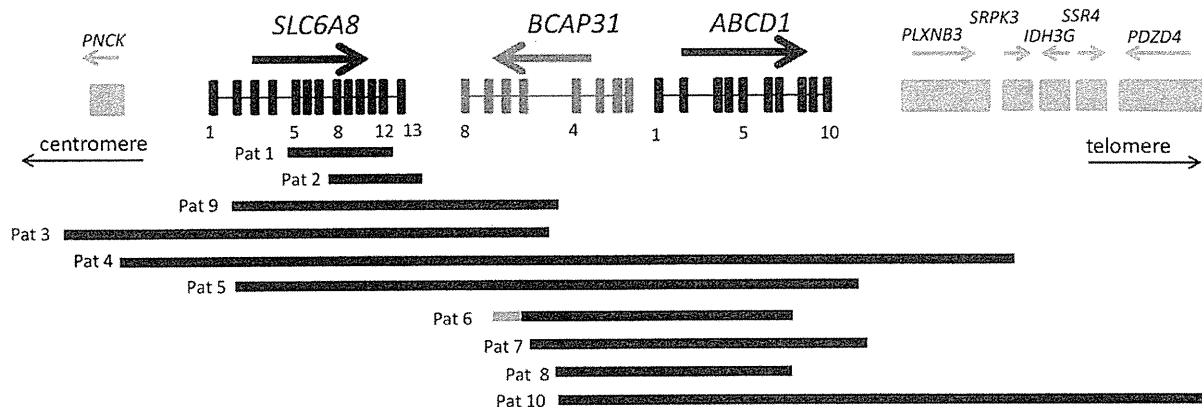 PNCK
SLC6A8
BCAP31
ABCD1
PLXNB3
SRPK3
IDH3G
SSR4
PDZD4
1 5 8 12 13
8 4
1 5 10
centromere
telomere
Pat 1
Pat 2
Pat 9
Pat 3
Pat 4
Pat 5
Pat 6
Pat 7
Pat 8
Pat 10